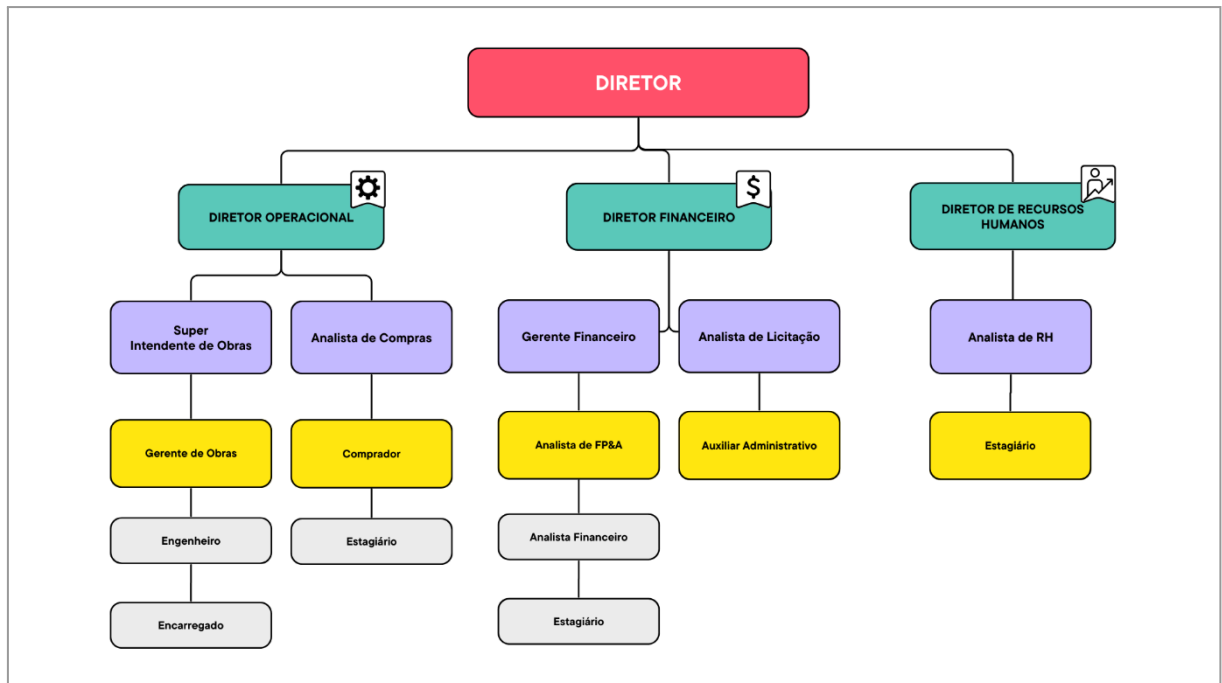 DIRETOR
DIRETOR OPERACIONAL
$
DIRETOR FINANCEIRO
DIRETOR DE RECURSOS
HUMANOS
Super
Intendente de Obras
Analista de Compras
Gerente Financeiro
Analista de Licitação
Analista de RH
Gerente de Obras
Comprador
Analista de FP&A
Auxiliar Administrativo
Estagiário
Engenheiro
Estagiário
Analista Financeiro
Encarregado
Estagiário